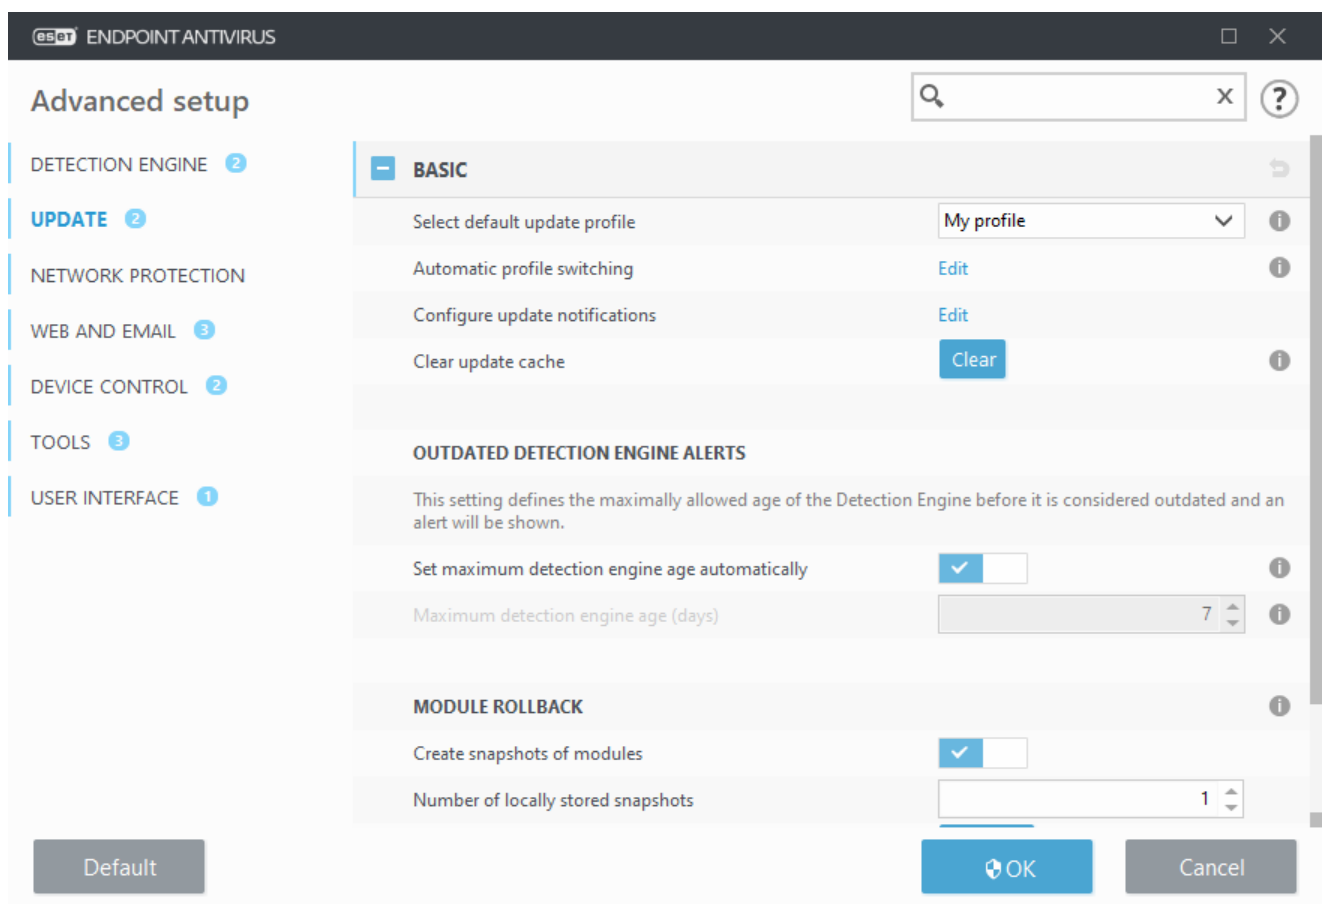 eset ENDPOINT ANTIVIRUS
Advanced setup
x
?
DETECTION ENGINE 2
UPDATE 2
NETWORK PROTECTION
WEB AND EMAIL 3
DEVICE CONTROL 2
TOOLS 3
USER INTERFACE 1
BASIC
Select default update profile My profile i
Automatic profile switching Edit i
Configure update notifications Edit
Clear update cache Clear i
OUTDATED DETECTION ENGINE ALERTS
This setting defines the maximally allowed age of the Detection Engine before it is considered outdated and an
alert will be shown.
Set maximum detection engine age automatically i
Maximum detection engine age (days) 7 i
MODULE ROLLBACK i
Create snapshots of modules
Number of locally stored snapshots 1
Default OK Cancel